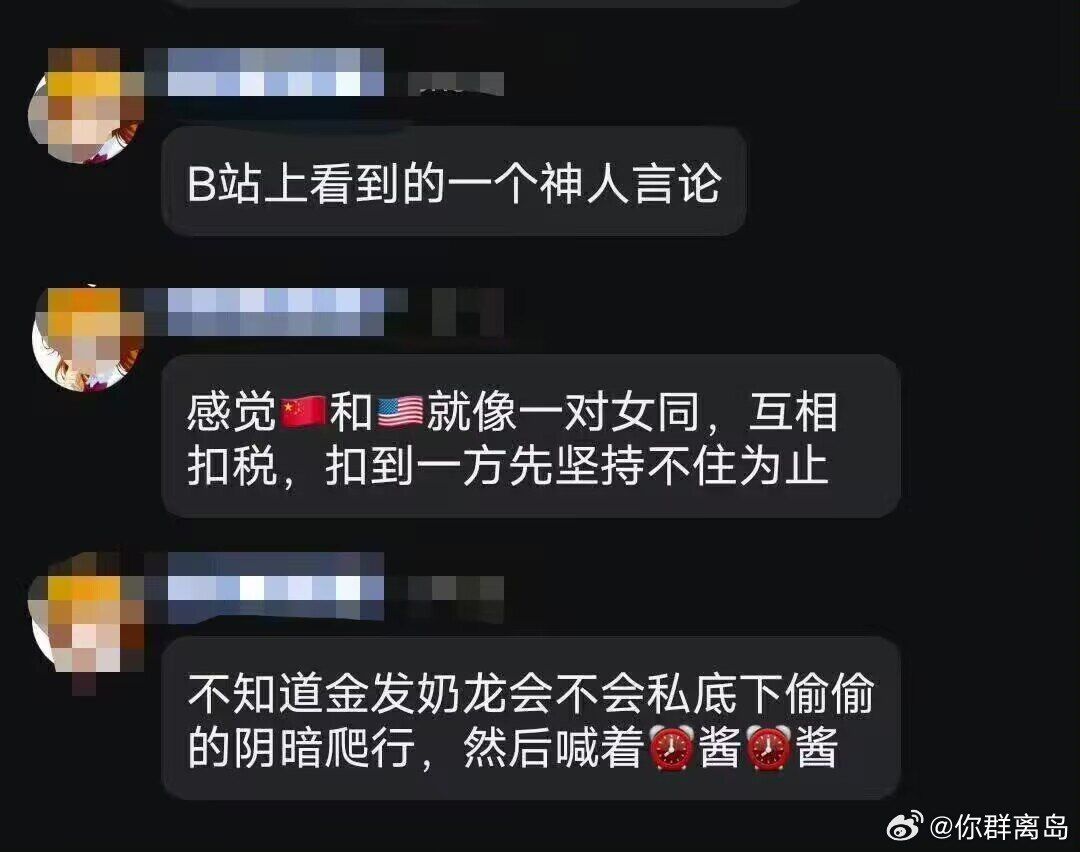 B站上看到的一个神人言论
感觉🇨🇳和🇺🇸就像一对女同，互相
扣税，扣到一方先坚持不住为止
不知道金发奶龙会不会私底下偷偷
的阴暗爬行，然后喊着⏰酱⏰酱
@你群离岛